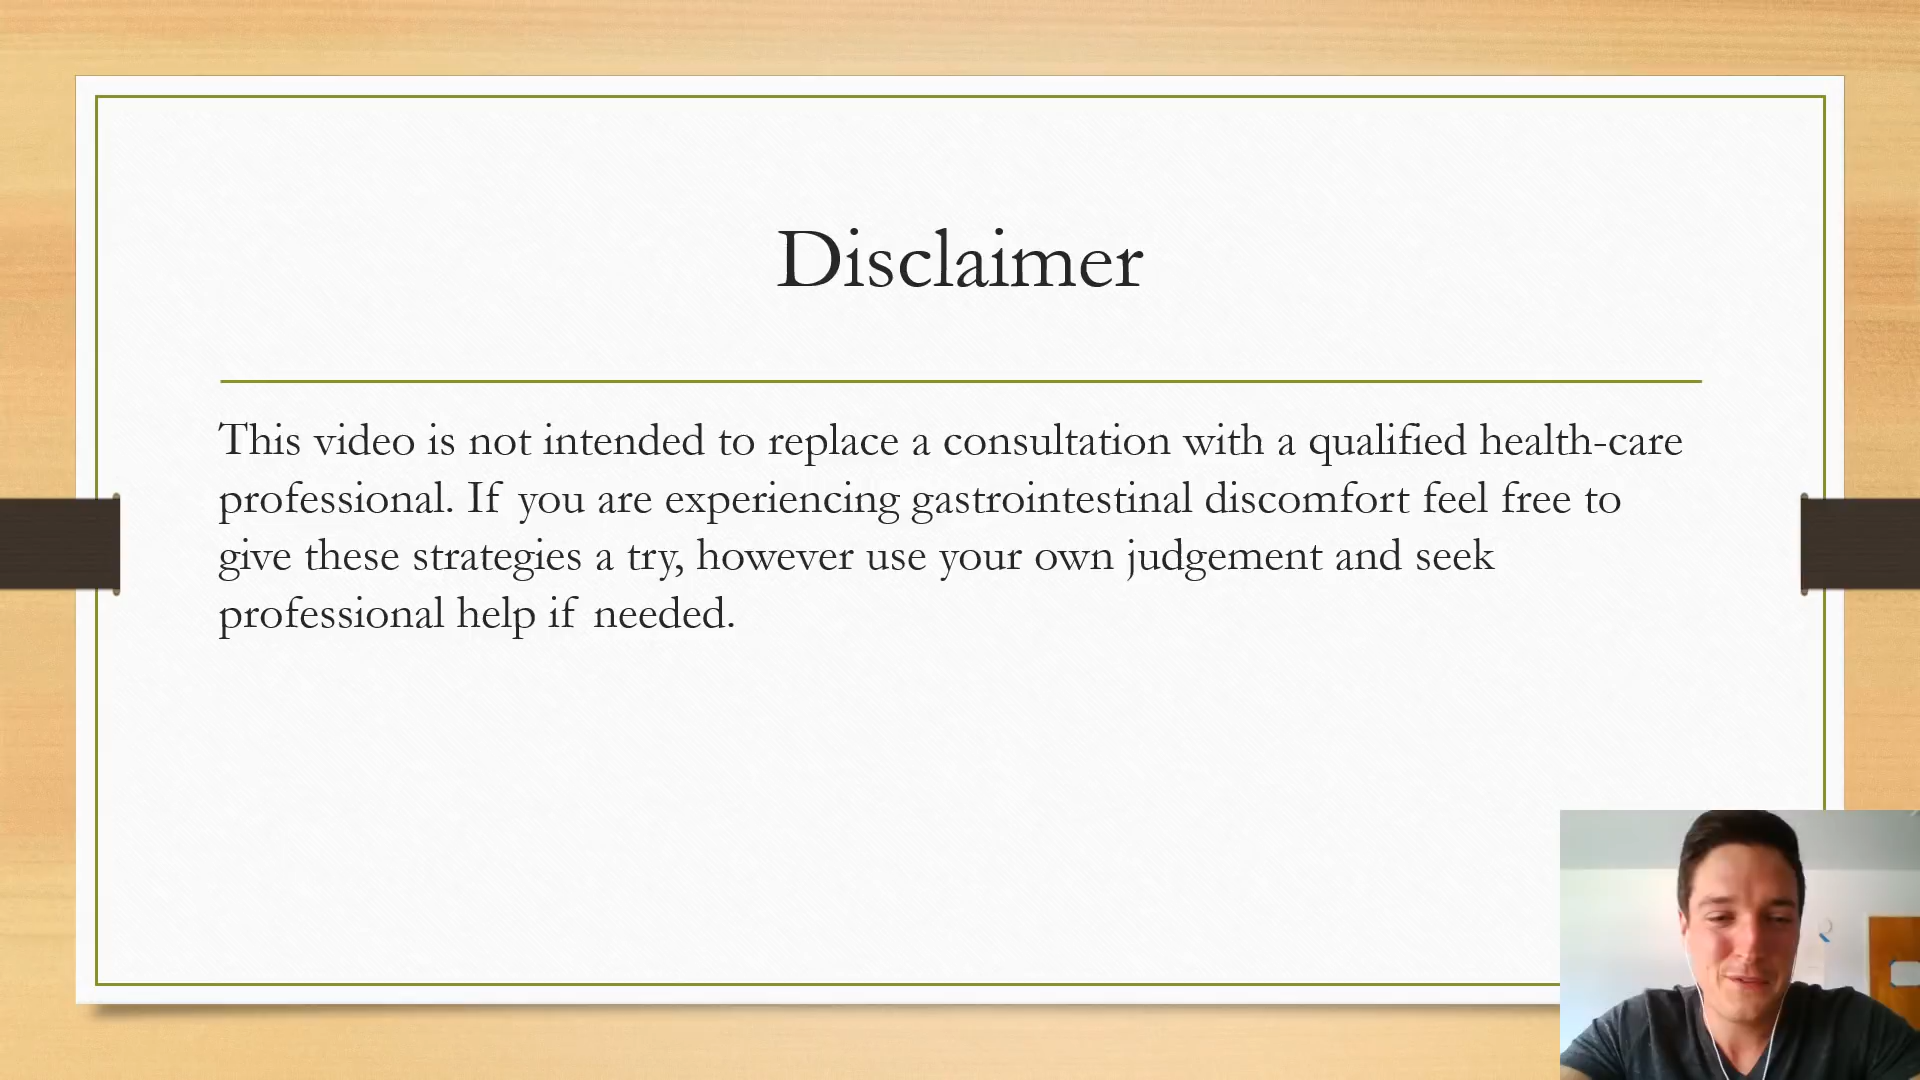 Disclaimer
This video is not intended to replace a consultation with a qualified health-care
professional. If you are experiencing gastrointestinal discomfort feel free to
give these strategies a try, however use your own judgement and seek
professional help if needed.